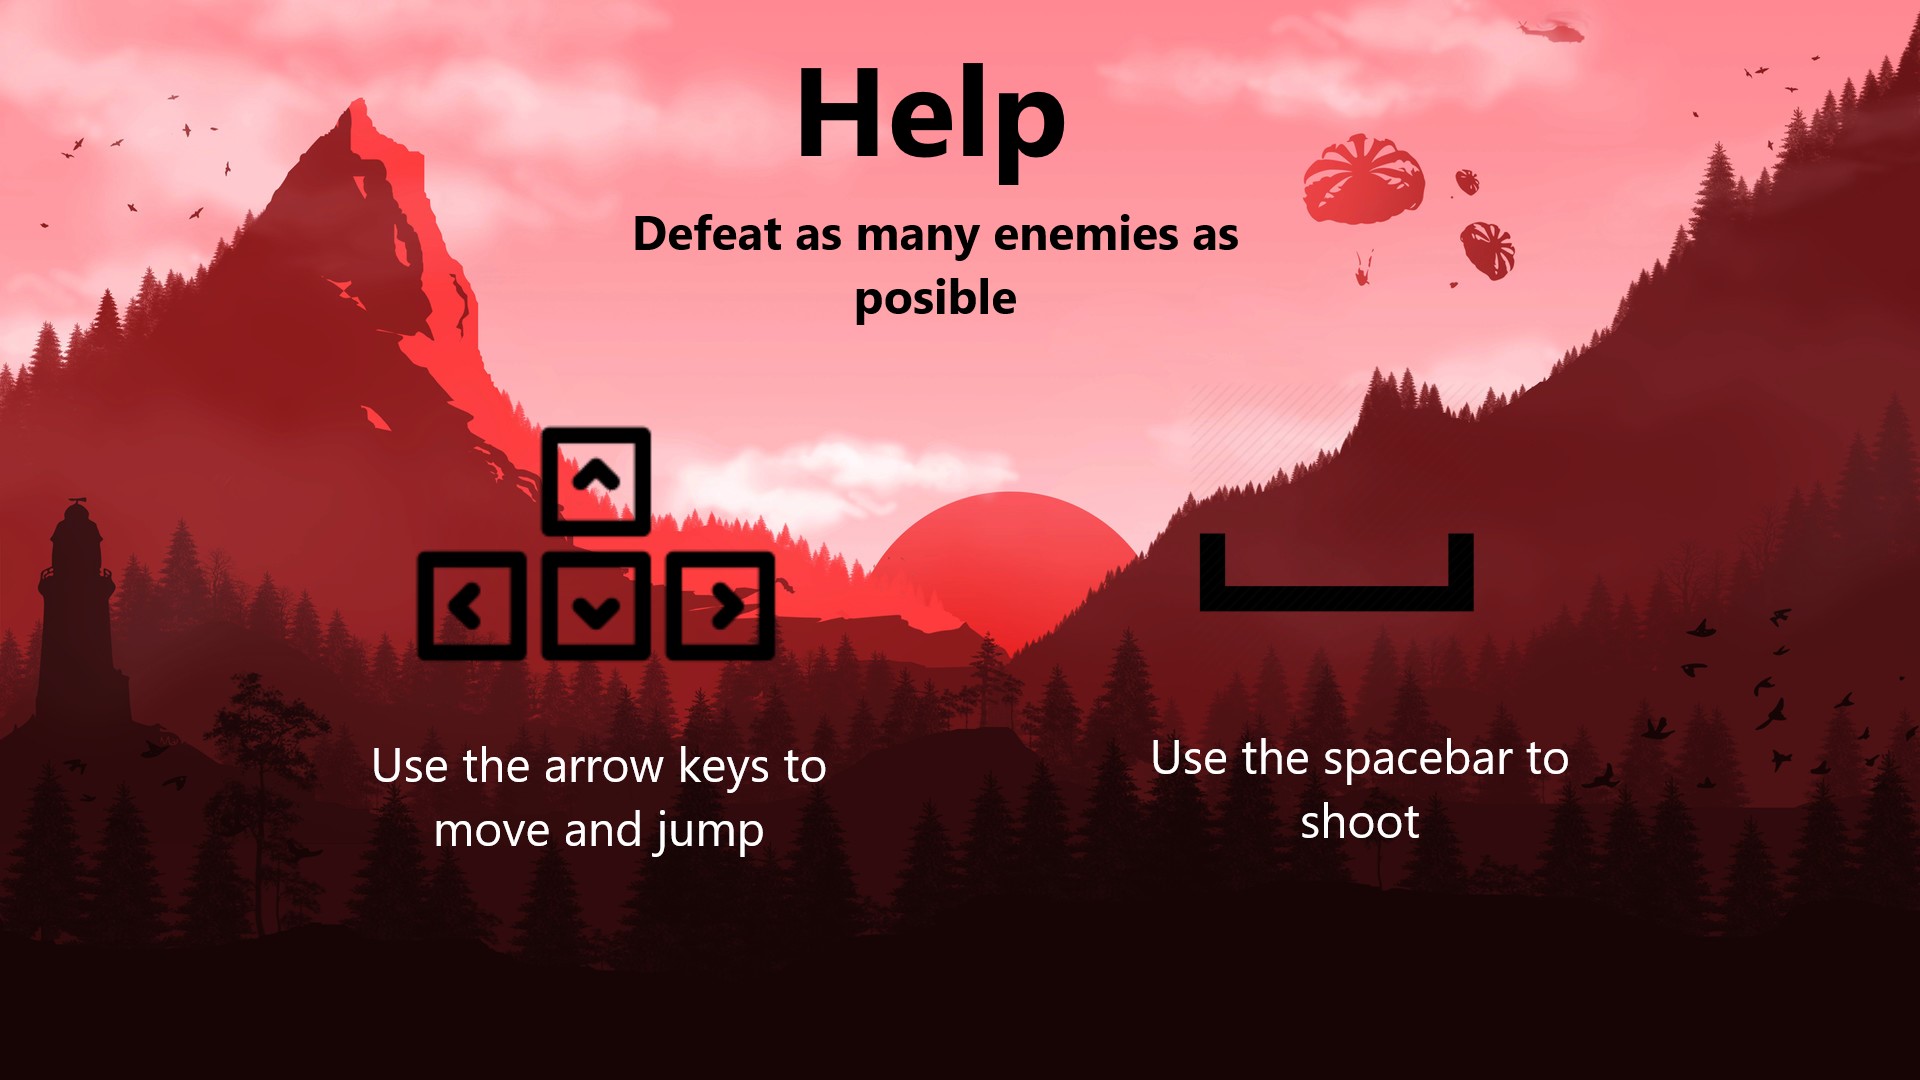 Help
Defeat as many enemies as
posible
Use the arrow keys to
move and jump
Use the spacebar to
shoot